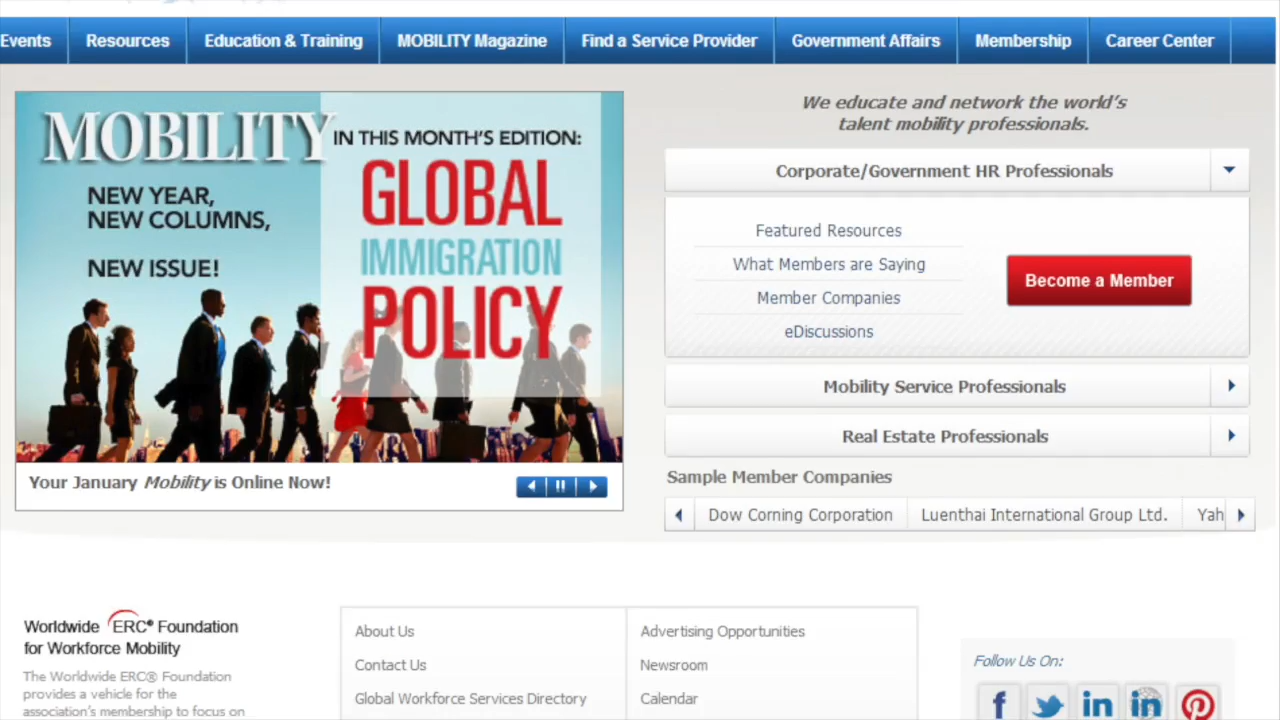 Events
Resources
Education & Training
MOBILITY Magazine
Find a Service Provider
Government Affairs
Membership
Career Center
MOBILITY
NEW YEAR,
NEW COLUMNS,
NEW ISSUE!
IN THIS MONTH'S EDITION:
GLOBAL
IMMIGRATION
POLICY
Your January Mobility is Online Now!
We educate and network the world's
talent mobility professionals.
Corporate/Government HR Professionals
Featured Resources
What Members are Saying
Member Companies
eDiscussions
Become a Member
Mobility Service Professionals
Real Estate Professionals
Sample Member Companies
Dow Corning Corporation
Luenthai International Group Ltd.
Yah
Worldwide ERC® Foundation
for Workforce Mobility
The Worldwide ERC® Foundation
provides a vehicle for the
association's membership to focus on
About Us
Contact Us
Global Workforce Services Directory
Advertising Opportunities
Newsroom
Calendar
Follow Us On:
f
in
in